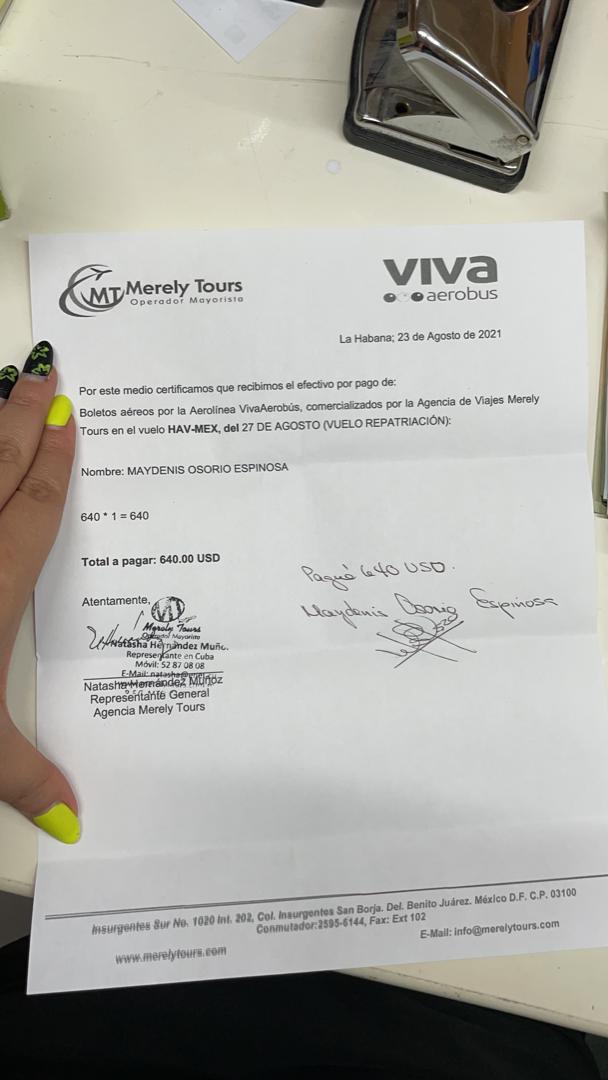 MT Merely Tours
Operador Mayorista
VIVA
aerobus
La Habana; 23 de Agosto de 2021
Por este medio certificamos que recibimos el efectivo por pago de:
Boletos aéreos por la Aerolínea VivaAerobús, comercializados por la Agencia de Viajes Merely
Tours en el vuelo HAV-MEX, del 27 DE AGOSTO (VUELO REPATRIACIÓN):
Nombre: MAYDENIS OSORIO ESPINOSA
640 * 1 = 640
Total a pagar: 640.00 USD
Pagué 640 USD.
Maydenis Osorio Espinosa
Atentamente,
MT
Merely Tours
Operador Mayorista
Natasha Hernández Muñc.
Representante en Cuba
Móvil: 52 87 08 08
E-Mail: natasha@
Natasha Hernández Muñoz
Representante General
Agencia Merely Tours
Insurgentes Sur No. 1020 Int. 202, Col. Insurgentes San Borja. Del. Benito Juárez. México D.F. C.P. 03100
Conmutador:2595-6144, Fax: Ext 102
www.merelytours.com
E-Mail: info@merelytours.com